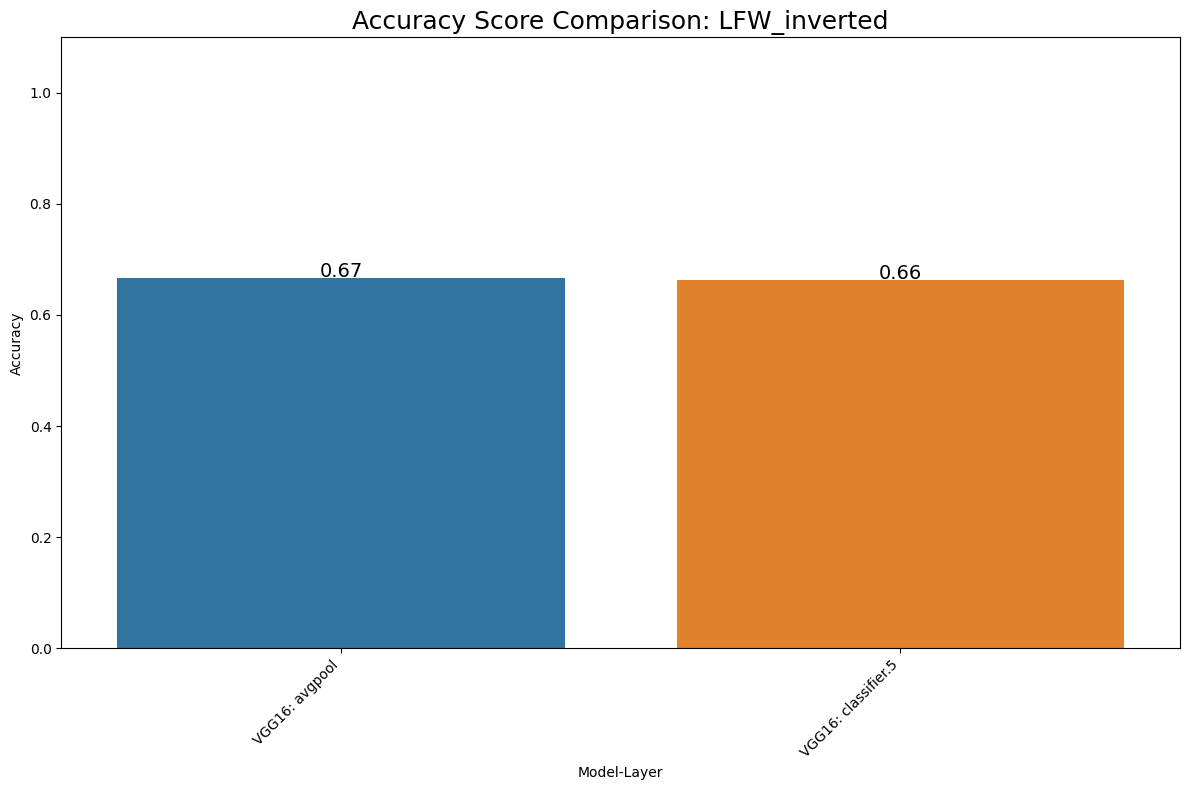 Accuracy Score Comparison: LFW_inverted
1.0
0.8
0.6
0.4
0.2
0.0
Accuracy
0.67
0.66
VGG16: avgpool
VGG16: classifier.5
Model-Layer